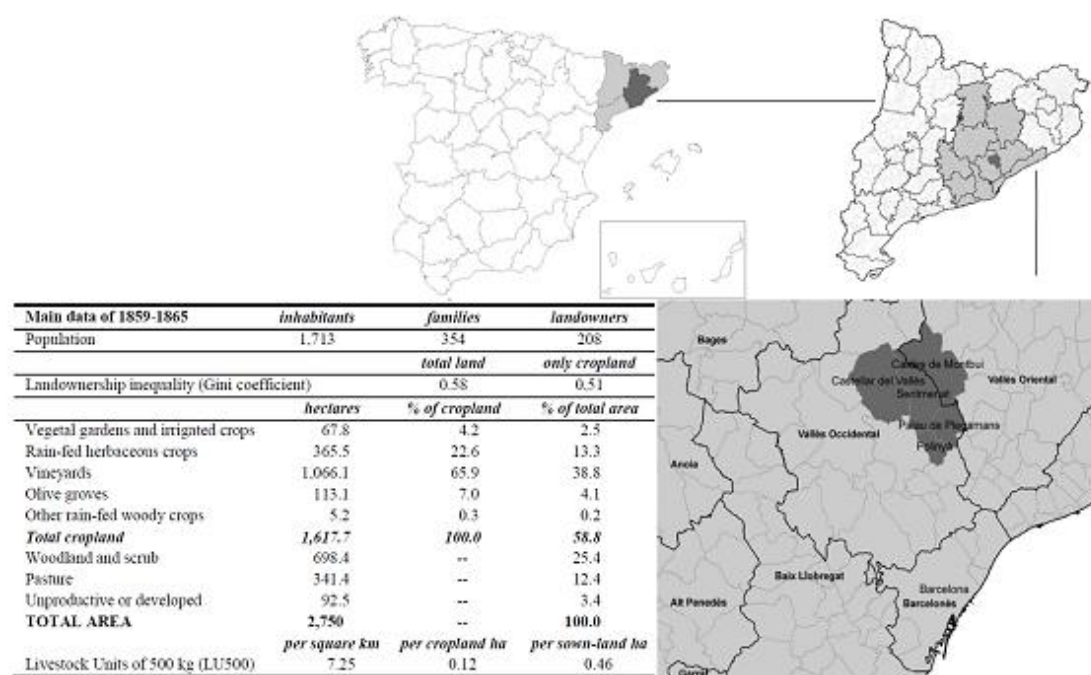 Main data of 1859-1865 inhabitants families landowners
Population 1,713 354 208
total land only cropland
Landownership inequality (Gini coefficient) 0.58 0.51
hectares % of cropland % of total area
Vegetal gardens and irrigated crops 67.8 4.2 2.5
Rain-fed herbaceous crops 365.5 22.6 13.3
Vineyards 1.066.1 65.9 38.8
Olive groves 113.1 7.0 4.1
Other rain-fed woody crops 5.2 0.3 0.2
Total cropland 1,617.7 100.0 58.8
Woodland and scrub 698.4 -- 25.4
Pasture 341.4 -- 12.4
Unproductive or developed 92.5 -- 3.4
TOTAL AREA 2,750 -- 100.0
per square km per cropland ha per sown-land ha
Livestock Units of 500 kg (LU500) 7.25 0.12 0.46
Bages
Caldes de Montbui
Castellar del Vallès
Vallès Oriental
Sentmenat
Palau de Plegamans
Vallès Occidental
Polinyà
Anoia
Baix Llobregat
Barcelona
Alt Penedès
Barcelonès
Garraf